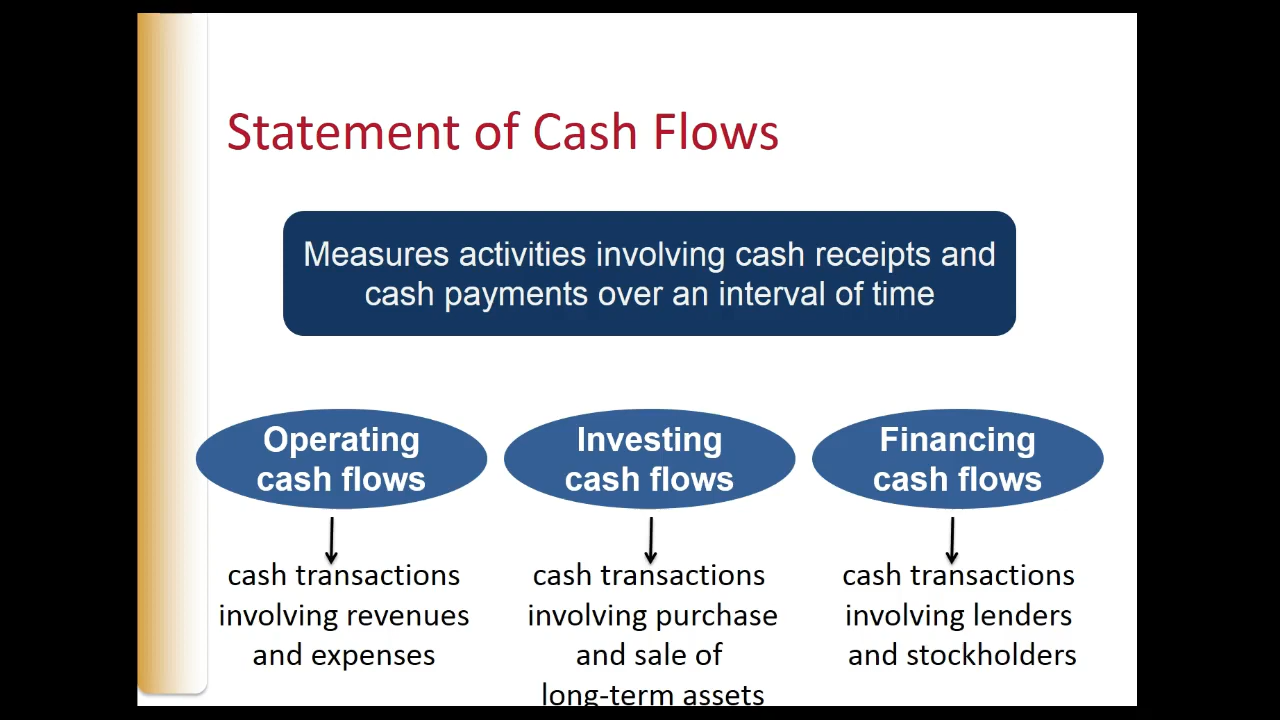 Statement of Cash Flows
Measures activities involving cash receipts and
cash payments over an interval of time
Operating
cash flows
cash transactions
involving revenues
and expenses
Investing
cash flows
cash transactions
involving purchase
and sale of
long-term assets
Financing
cash flows
cash transactions
involving lenders
and stockholders